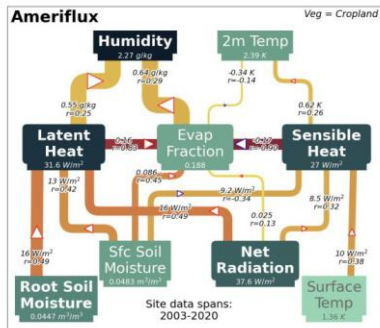 Ameriflux
Veg = Cropland
Humidity
2.27 g/kg
2m Temp
2.39 K
0.55 g/kg
r=0.25
0.64 g/kg
r=0.29
-0.34 K
r=-0.14
0.62 K
r=0.26
Latent
Heat
31.6 W/m²
0.16
Evap
Fraction
0.188
-0.17
Sensible
Heat
27 W/m²
13 W/m²
r=0.42
0.086
r=0.45
9.2 W/m²
r=-0.34
8.5 W/m²
r=0.32
16 W/m²
r=0.49
0.025
r=0.13
Sfc Soil
Moisture
0.0483 m³/m³
Net
Radiation
37.6 W/m²
16 W/m²
r=0.49
10 W/m²
r=0.38
Root Soil
Moisture
0.0447 m³/m³
Site data spans:
2003-2020
Surface
Temp
1.36 K